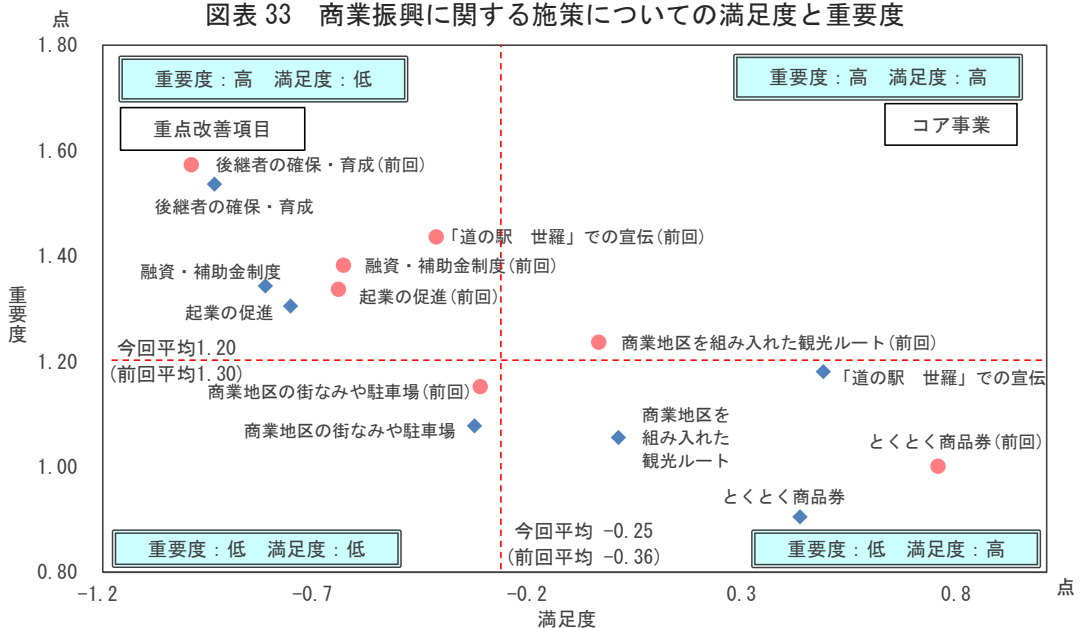 図表 33　商業振興に関する施策についての満足度と重要度
点
1.80
重要度：高　満足度：低
重要度：高　満足度：高
重点改善項目
コア事業
1.60
後継者の確保・育成(前回)
後継者の確保・育成
1.40
「道の駅　世羅」での宣伝(前回)
融資・補助金制度(前回)
融資・補助金制度
起業の促進(前回)
起業の促進
重要度
商業地区を組み入れた観光ルート(前回)
今回平均1.20
1.20
(前回平均1.30)
「道の駅　世羅」での宣伝
商業地区の街なみや駐車場(前回)
商業地区の街なみや駐車場
商業地区を
組み入れた
観光ルート
とくとく商品券(前回)
1.00
とくとく商品券
今回平均 -0.25
(前回平均 -0.36)
重要度：低　満足度：低
重要度：低　満足度：高
0.80
-1.2
-0.7
-0.2
0.3
0.8
点
満足度